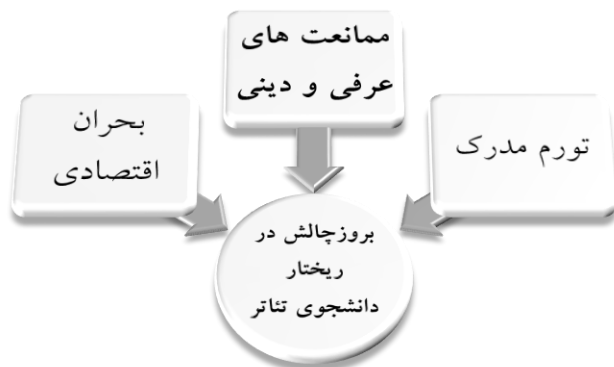 ممانعت های
عرفی و دینی
بحران
اقتصادی
تورم مدرک
بروزچالش در
ریختار
دانشجوی تئاتر